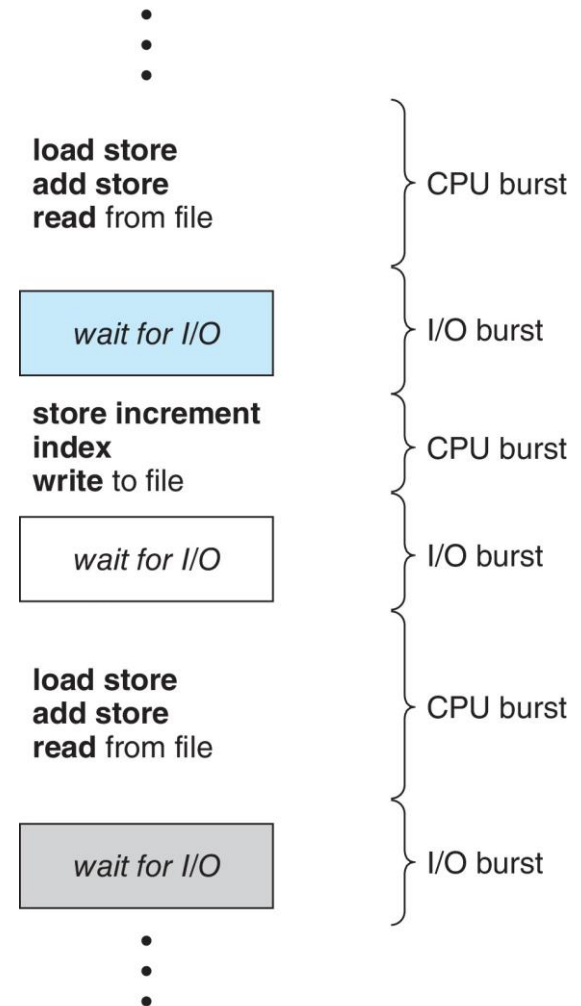 load store
add store
read from file
CPU burst
wait for I/O
I/O burst
store increment
index
write to file
CPU burst
wait for I/O
I/O burst
load store
add store
read from file
CPU burst
wait for I/O
I/O burst